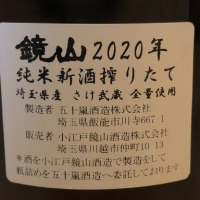 鏡山2020年
純米新酒搾りたて
埼玉県産 さけ武蔵 全量使用
製造者 五十嵐酒造株式会社
埼玉県飯能市川寺667-1
販売者 小江戸鏡山酒造株式会社
埼玉県川越市仲町10-13
*酒を小江戸鏡山酒造で製造をして
瓶詰めを五十嵐酒造へ委託しております